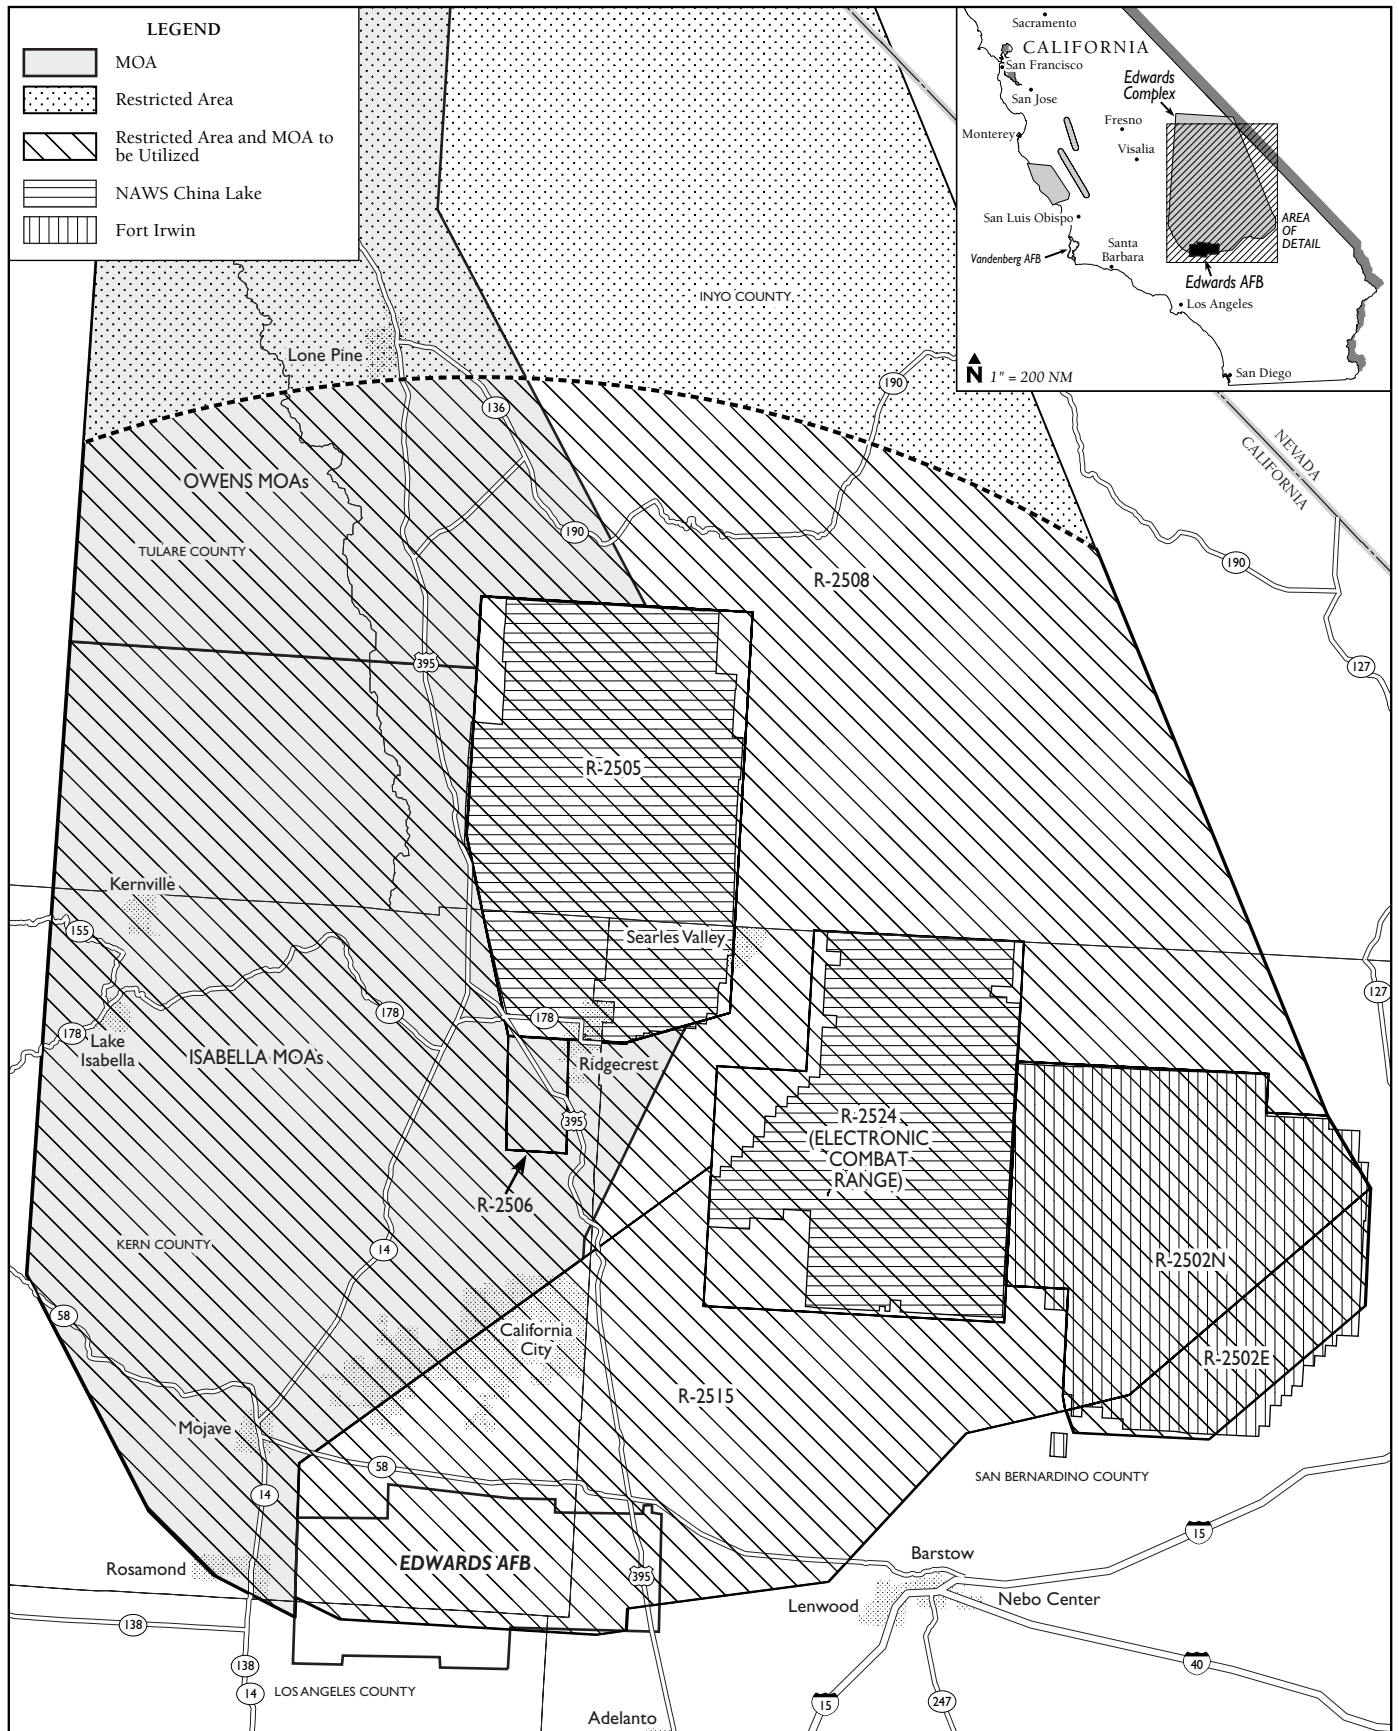 LEGEND
MOA
Restricted Area
Restricted Area and MOA to
be Utilized
NAWS China Lake
Fort Irwin
Sacramento
CALIFORNIA
San Francisco
Edwards
Complex
San Jose
Fresno
Monterey
Visalia
San Luis Obispo
AREA
OF
DETAIL
Santa
Barbara
Vandenberg AFB
Edwards AFB
Los Angeles
San Diego
N 1" = 200 NM
INYO COUNTY
Lone Pine
190
136
NEVADA
CALIFORNIA
OWENS MOAs
190
TULARE COUNTY
190
R-2508
395
127
R-2505
Kernville
155
Searles Valley
127
178
178
178
Lake
Isabella
ISABELLA MOAs
Ridgecrest
395
R-2524
(ELECTRONIC
COMBAT
RANGE)
R-2506
KERN COUNTY
14
R-2502N
58
California
City
R-2502E
R-2515
Mojave
58
SAN BERNARDINO COUNTY
14
15
Rosamond
EDWARDS AFB
395
Barstow
Lenwood
Nebo Center
138
138
14
LOS ANGELES COUNTY
40
15
247
Adelanto